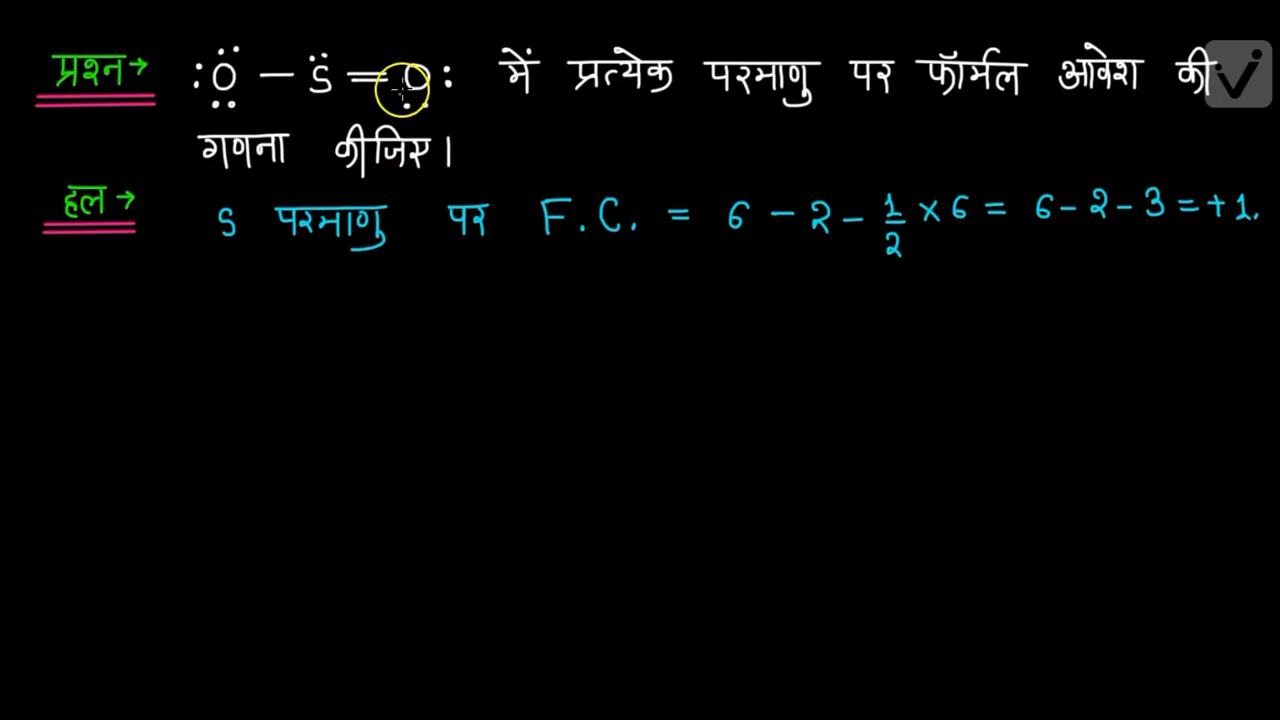 प्रश्न→ :Ö̤ — S̈ = O̤: में प्रत्येक परमाणु पर फॉर्मल आवेश की
गणना कीजिए।
हल→ S परमाणु पर F.C. = 6 - 2 - 1/2 × 6 = 6 - 2 - 3 = +1.